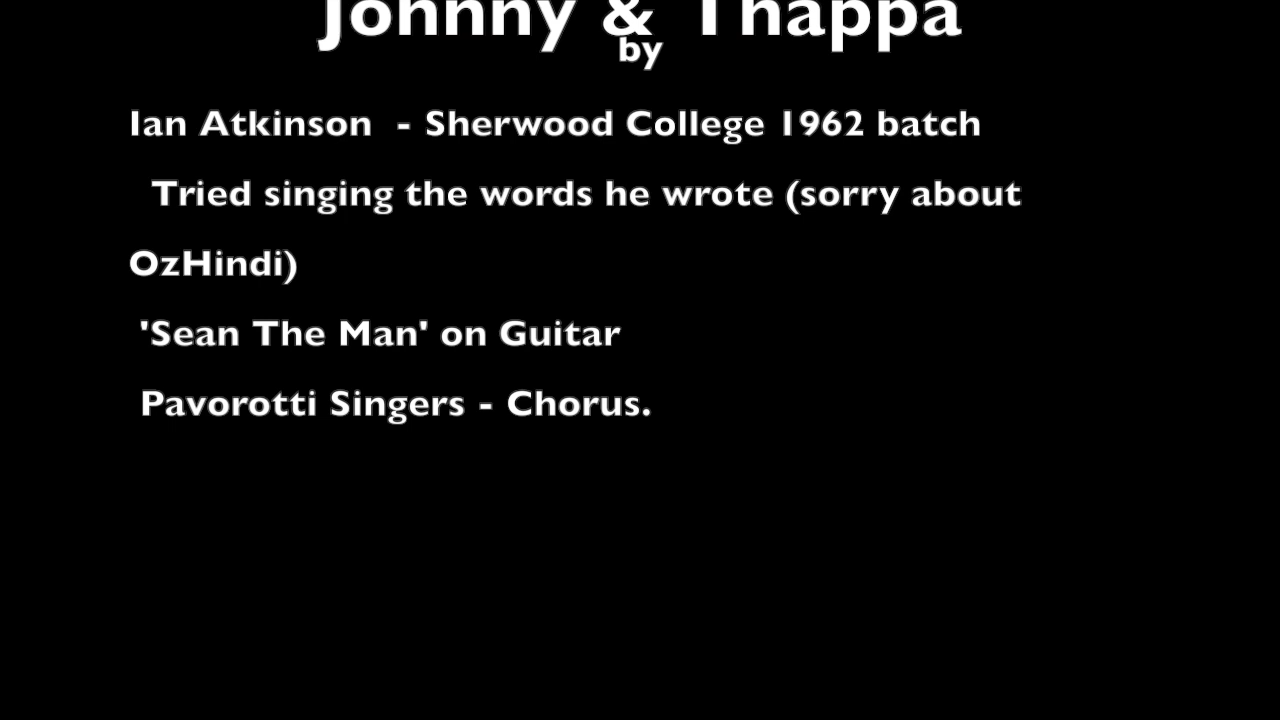 Johnny & Thappa
by
Ian Atkinson - Sherwood College 1962 batch
Tried singing the words he wrote (sorry about
OzHindi)
'Sean The Man' on Guitar
Pavorotti Singers - Chorus.